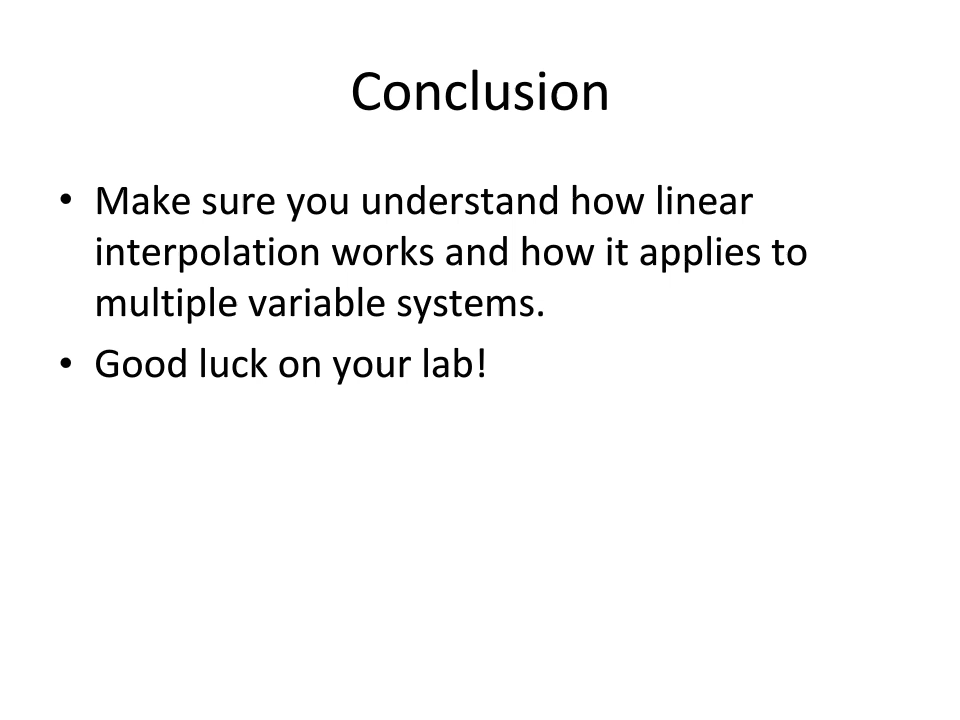 Conclusion
• Make sure you understand how linear
interpolation works and how it applies to
multiple variable systems.
• Good luck on your lab!